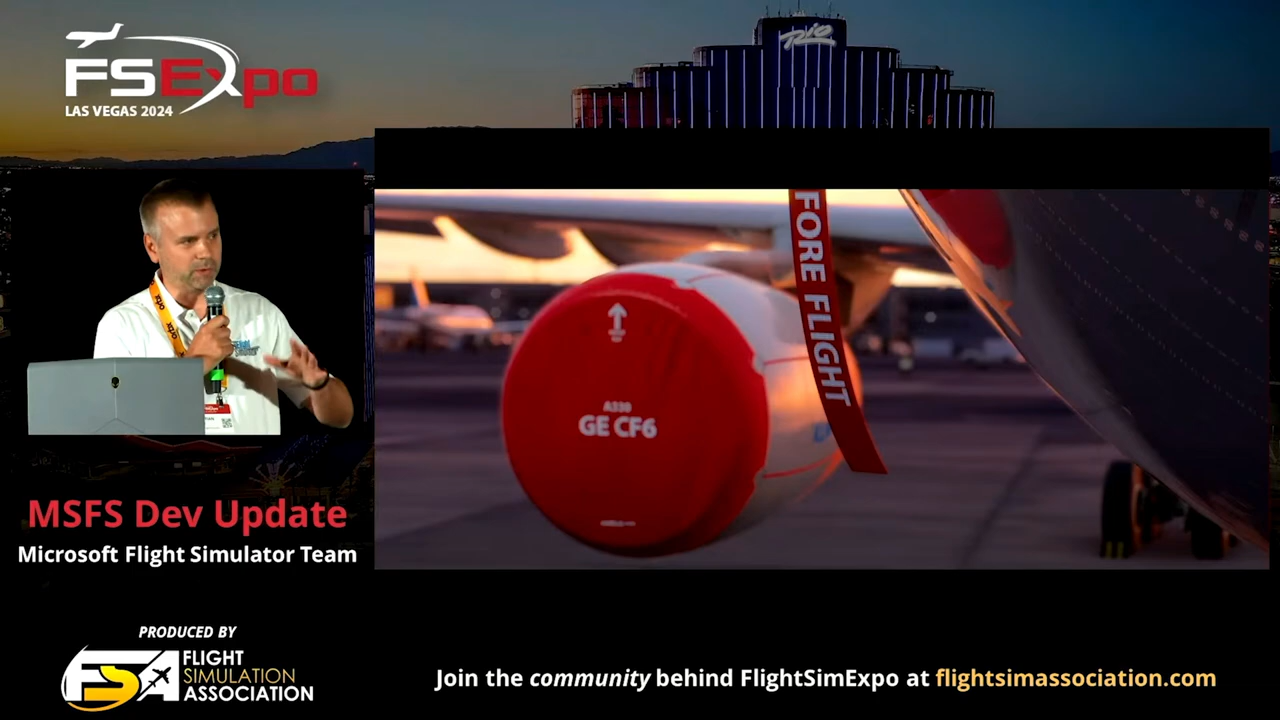 FSExpo
LAS VEGAS 2024
Rio
FORE FLIGHT
A330
GE CF6
MSFS Dev Update
Microsoft Flight Simulator Team
PRODUCED BY
FSA
FLIGHT
SIMULATION
ASSOCIATION
Join the community behind FlightSimExpo at flightsimassociation.com